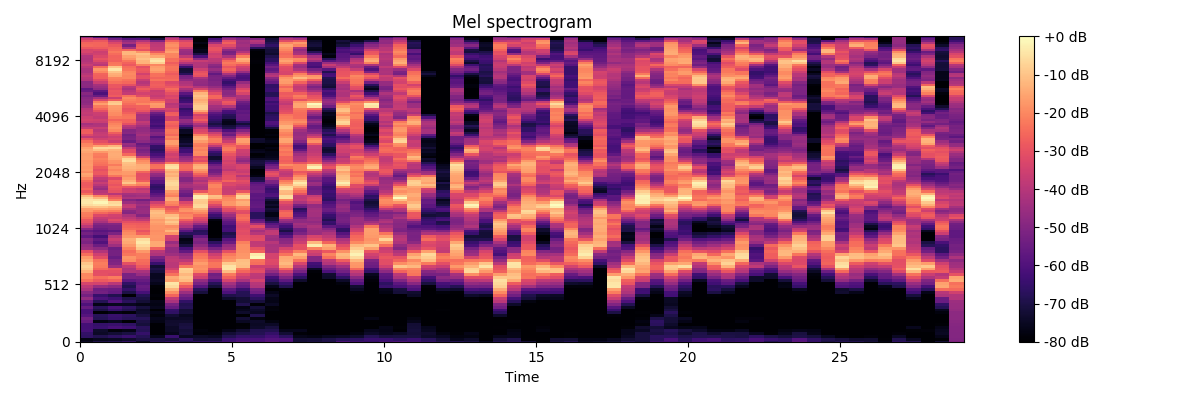 Mel spectrogram
Hz
8192
4096
2048
1024
512
0
0 5 10 15 20 25
Time
+0 dB
-10 dB
-20 dB
-30 dB
-40 dB
-50 dB
-60 dB
-70 dB
-80 dB